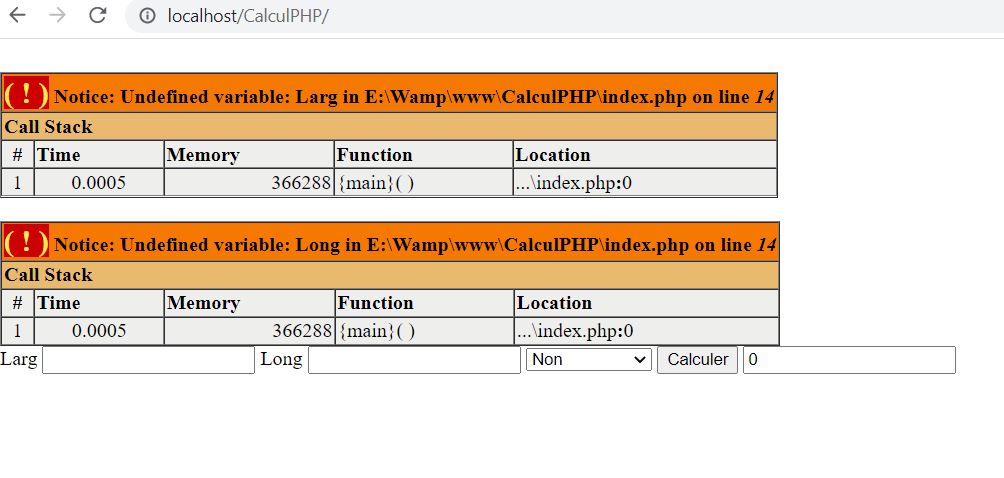 localhost/CalculPHP/
( ! ) Notice: Undefined variable: Larg in E:\Wamp\www\CalculPHP\index.php on line 14
Call Stack
# Time Memory Function Location
1 0.0005 366288 {main}( ) ...\index.php:0
( ! ) Notice: Undefined variable: Long in E:\Wamp\www\CalculPHP\index.php on line 14
Call Stack
# Time Memory Function Location
1 0.0005 366288 {main}( ) ...\index.php:0
Larg Long Non Calculer 0